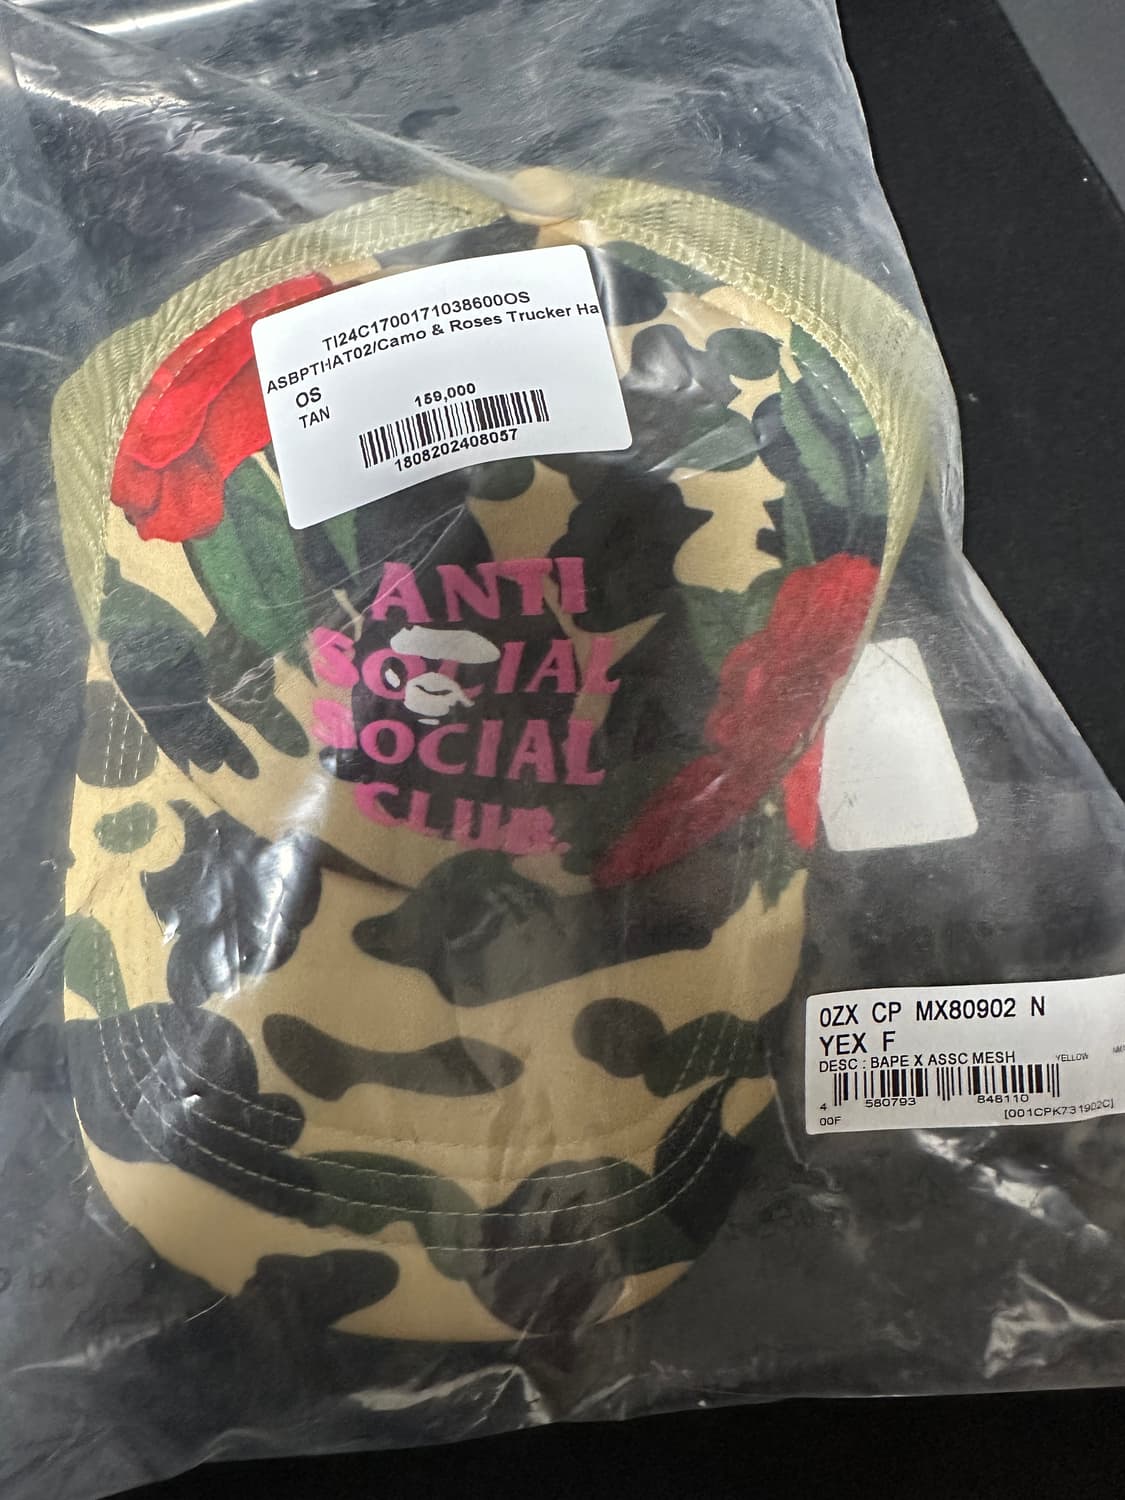 TI24C1700171038600OS
ASBPTHAT02/Camo & Roses Trucker Ha
OS
TAN
159,000
1808202408057
ANTI
SOCIAL
SOCIAL
CLUB.
0ZX CP MX80902 N
YEX F
DESC : BAPE X ASSC MESH YELLOW
4 580793 848110
00F [001CPK731902C]